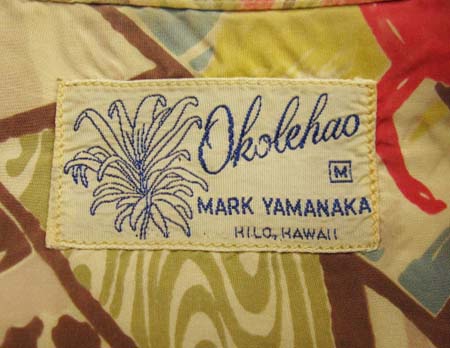 Okolehao
M
MARK YAMANAKA
HILO, HAWAII